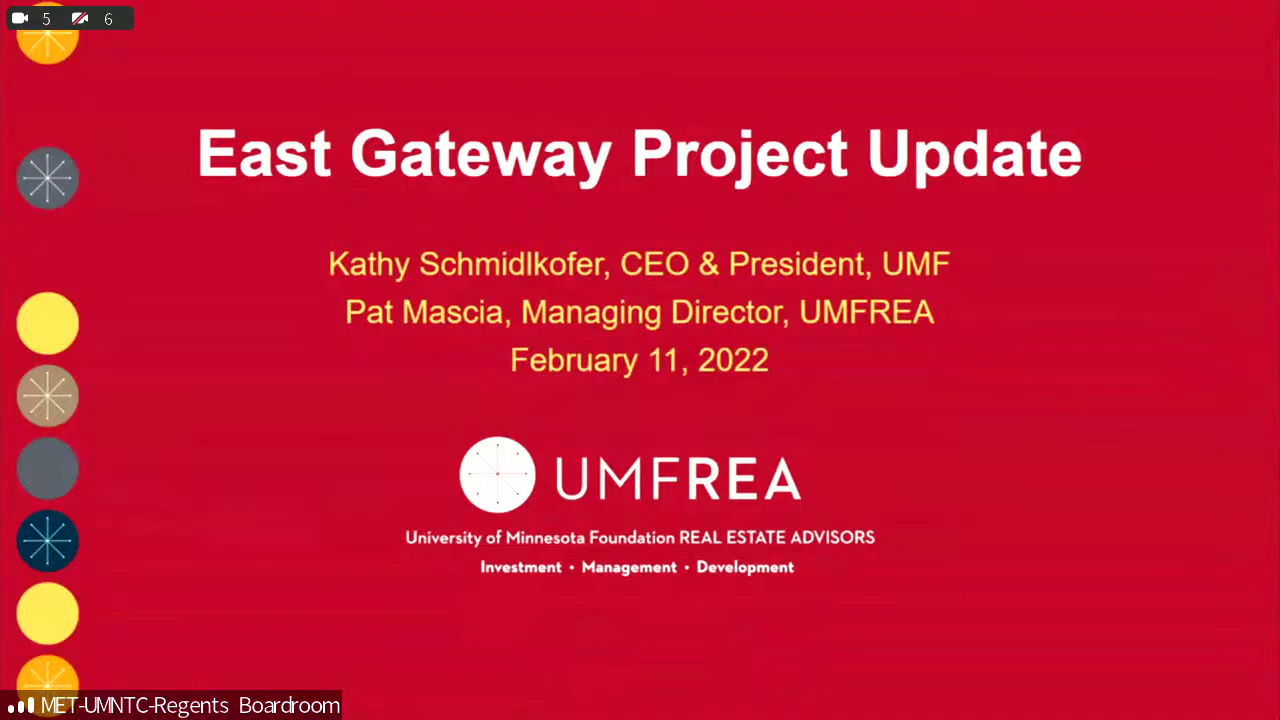 5 6
East Gateway Project Update
Kathy Schmidlkofer, CEO & President, UMF
Pat Mascia, Managing Director, UMFREA
February 11, 2022
UMFREA
University of Minnesota Foundation REAL ESTATE ADVISORS
Investment • Management • Development
MET-UMNTC-Regents Boardroom